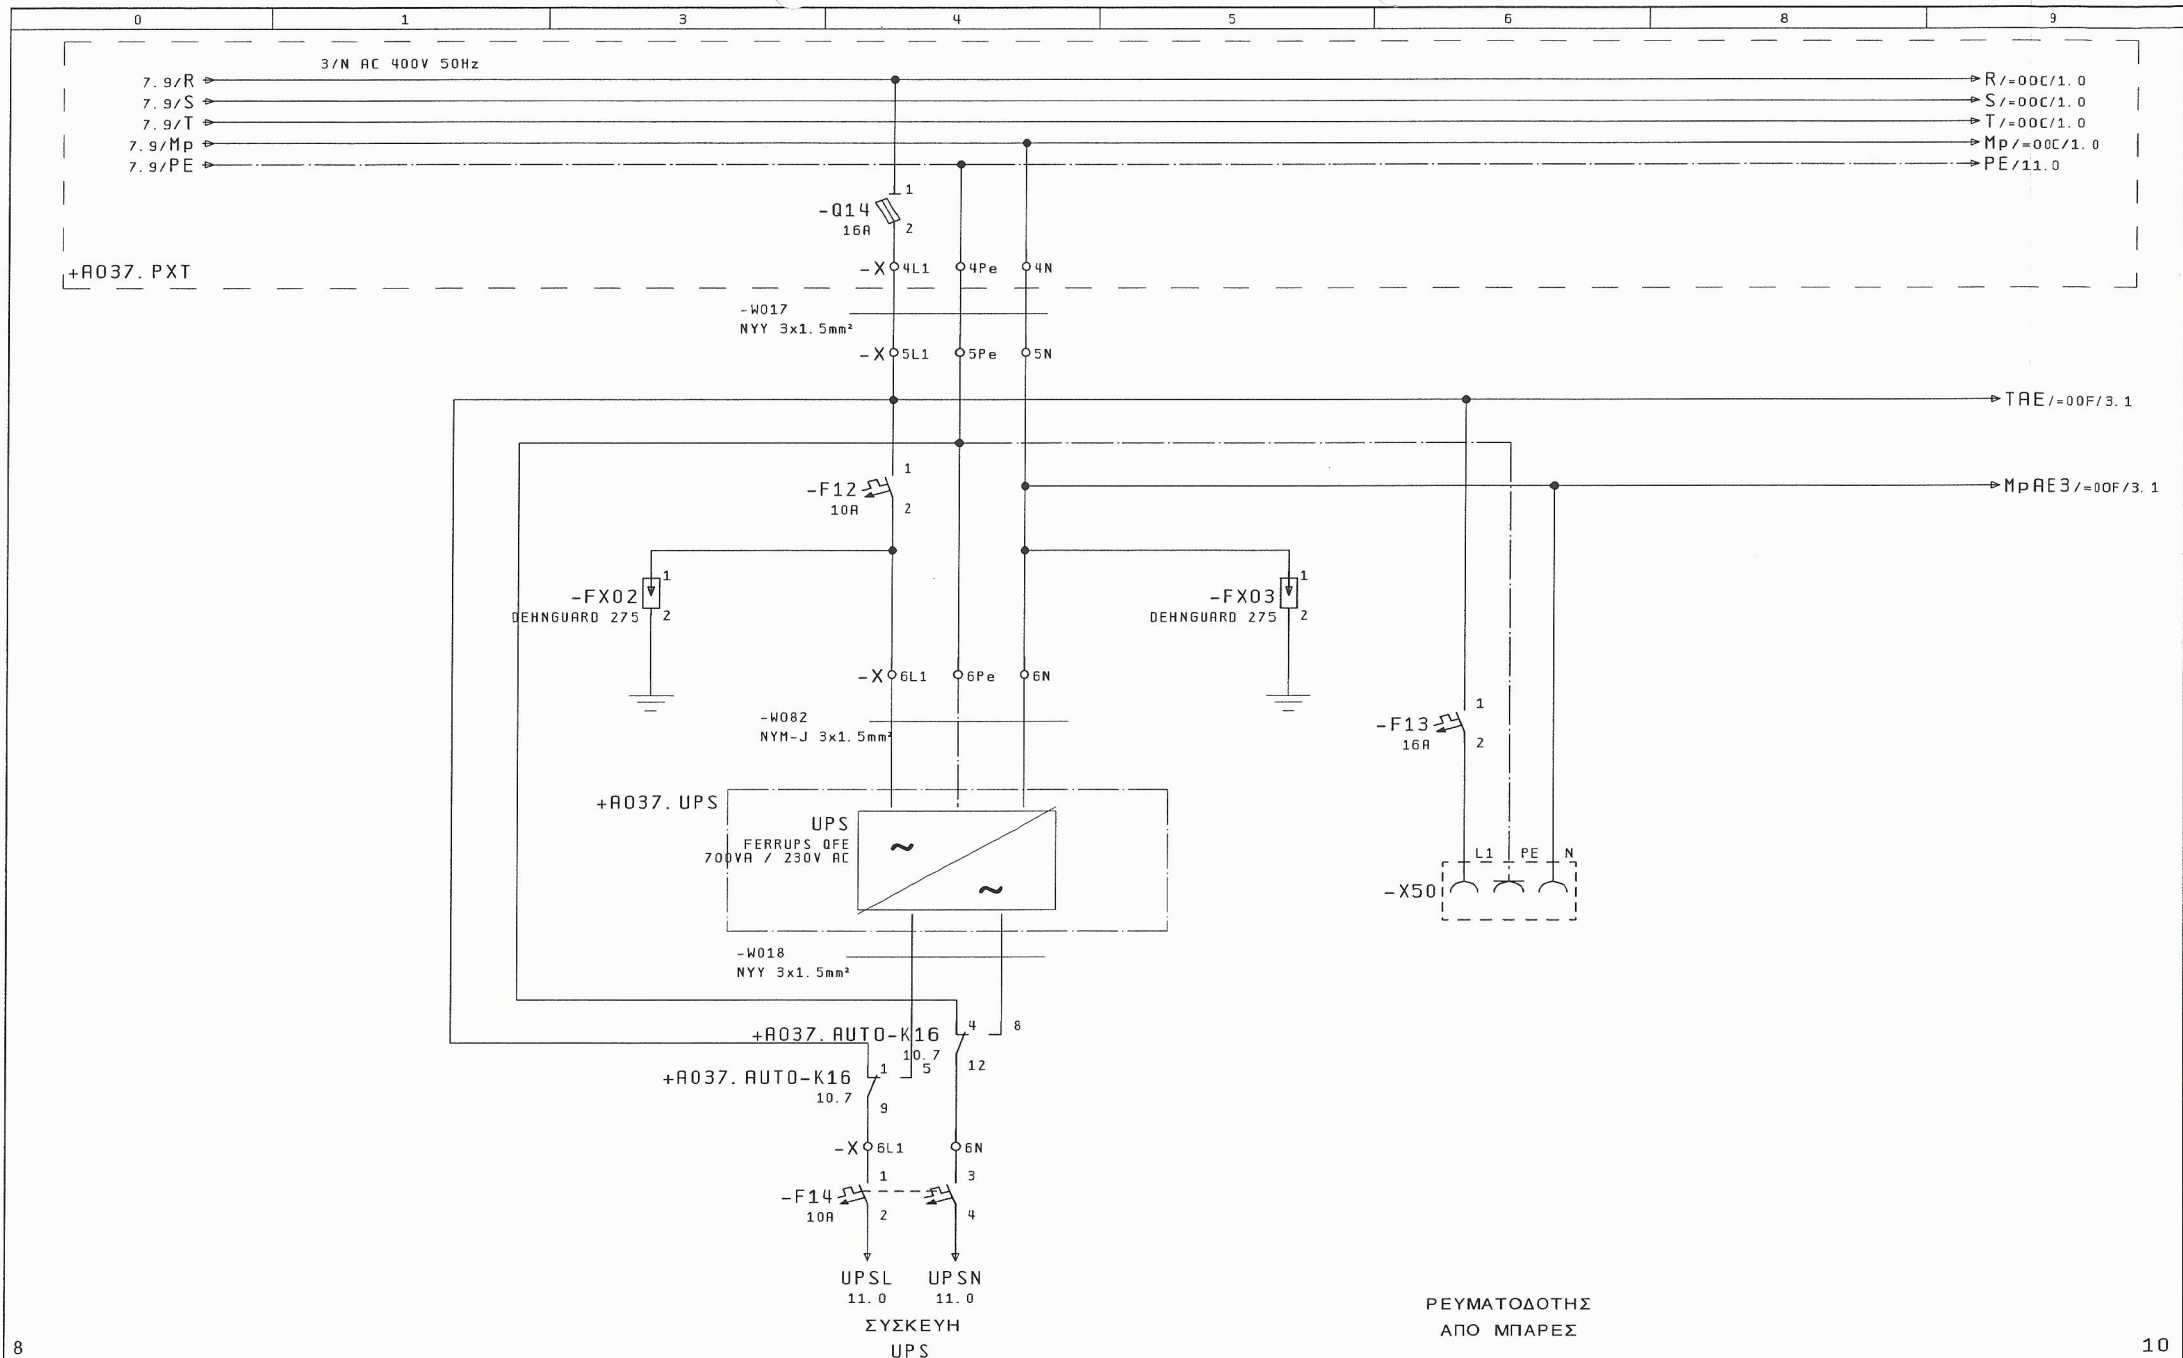 0 1 3 4 5 6 8 9
3/N AC 400V 50Hz
7.9/R
R/=00C/1.0
7.9/S
S/=00C/1.0
7.9/T
T/=00C/1.0
7.9/Mp
Mp/=00C/1.0
7.9/PE
PE/11.0
1
-Q14
16A
2
+A037.PXT
-X 4L1 4Pe 4N
-W017
NYY 3x1.5mm²
-X 5L1 5Pe 5N
TAE/=00F/3.1
1
-F12
10A
2
MpAE3/=00F/3.1
1
-FX02
DEHNGUARD 275
2
1
-FX03
DEHNGUARD 275
2
-X 6L1 6Pe 6N
-W082
NYM-J 3x1.5mm²
1
-F13
16A
2
+A037.UPS
UPS
FERRUPS QFE
700VA / 230V AC
~
~
L1 PE N
-X50
-W018
NYY 3x1.5mm²
4 8
+A037.AUTO-K16
10.7
12
1 5
+A037.AUTO-K16
10.7
9
-X 6L1 6N
1 3
-F14
10A
2 4
UPSL UPSN
11.0 11.0
ΣΥΣΚΕΥΗ
UPS
ΡΕΥΜΑΤΟΔΟΤΗΣ
ΑΠΟ ΜΠΑΡΕΣ
8
10